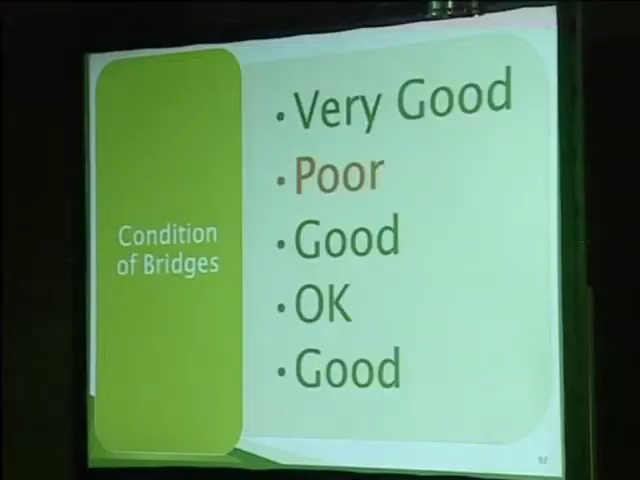 Condition
of Bridges
• Very Good
• Poor
• Good
• OK
• Good